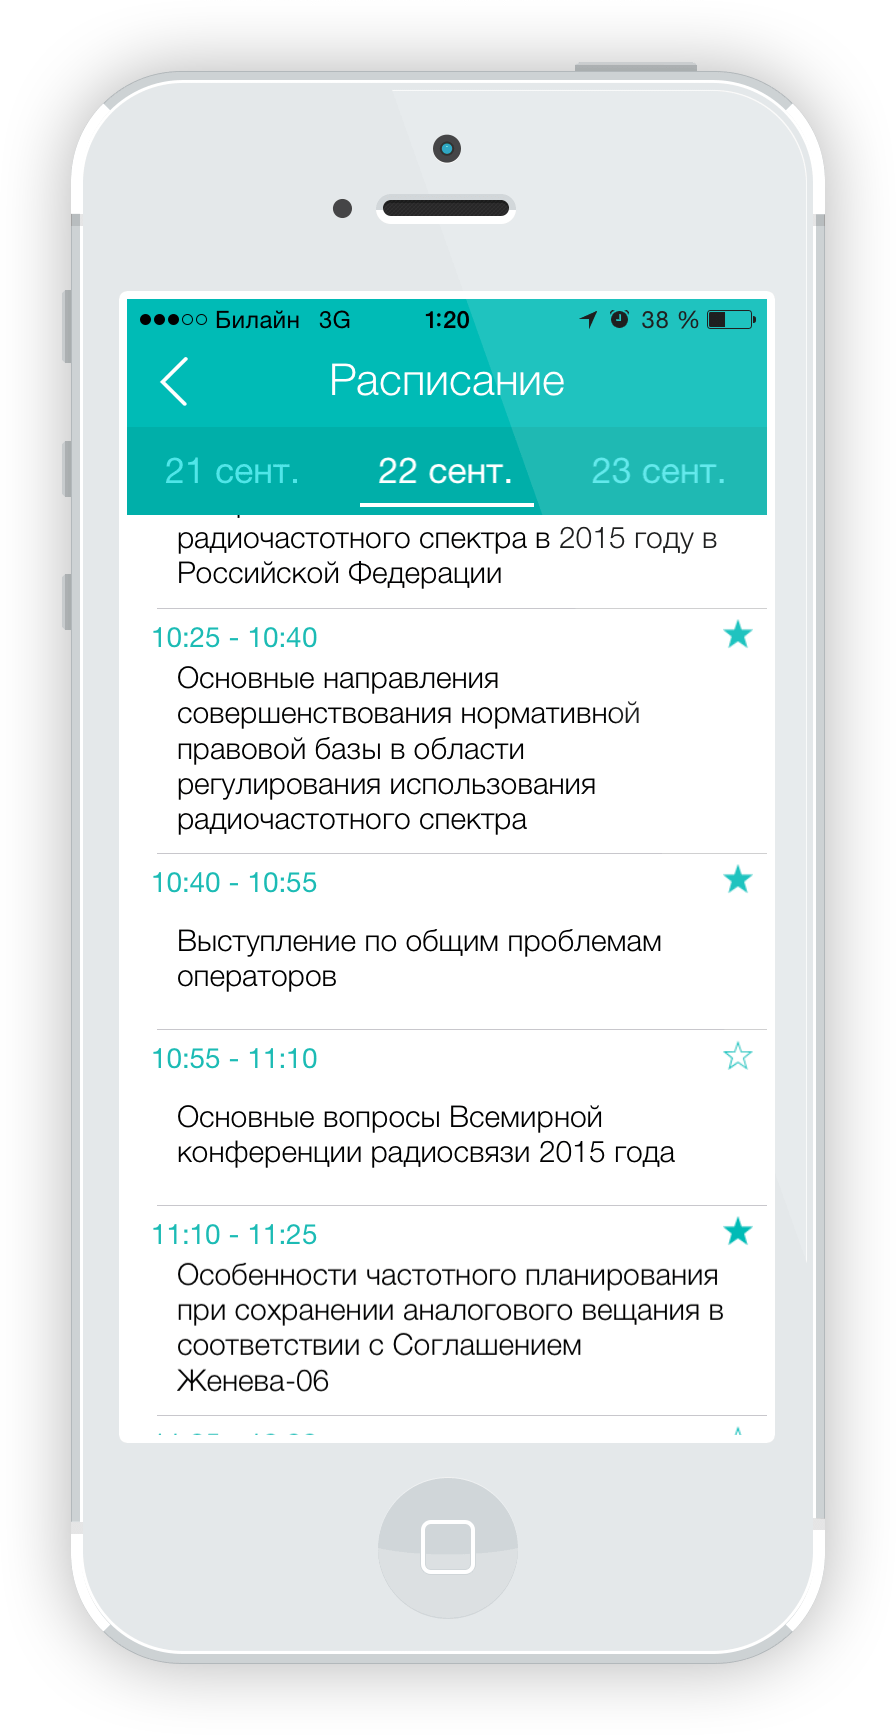 Билайн 3G 1:20 38 %
Расписание
21 сент. 22 сент. 23 сент.
радиочастотного спектра в 2015 году в
Российской Федерации
10:25 - 10:40
Основные направления
совершенствования нормативной
правовой базы в области
регулирования использования
радиочастотного спектра
10:40 - 10:55
Выступление по общим проблемам
операторов
10:55 - 11:10
Основные вопросы Всемирной
конференции радиосвязи 2015 года
11:10 - 11:25
Особенности частотного планирования
при сохранении аналогового вещания в
соответствии с Соглашением
Женева-06